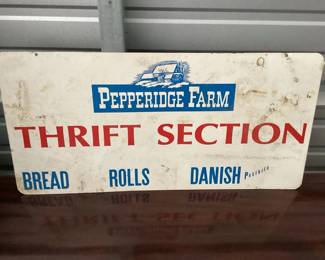 PEPPERIDGE FARM
THRIFT SECTION
BREAD ROLLS DANISH